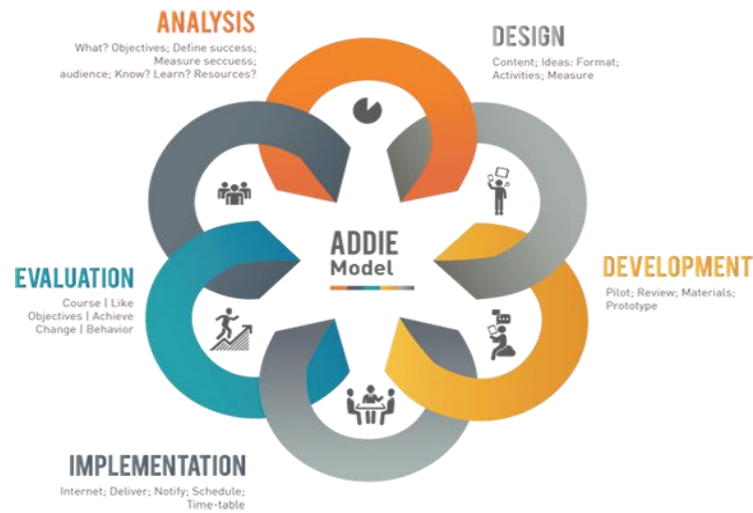 ANALYSIS
What? Objectives; Define success;
Measure seccuess;
audience; Know? Learn? Resources?
DESIGN
Content; Ideas: Format;
Activities; Measure
ADDIE
Model
DEVELOPMENT
Pilot; Review; Materials;
Prototype
EVALUATION
Course | Like
Objectives | Achieve
Change | Behavior
IMPLEMENTATION
Internet; Deliver; Notify; Schedule;
Time-table